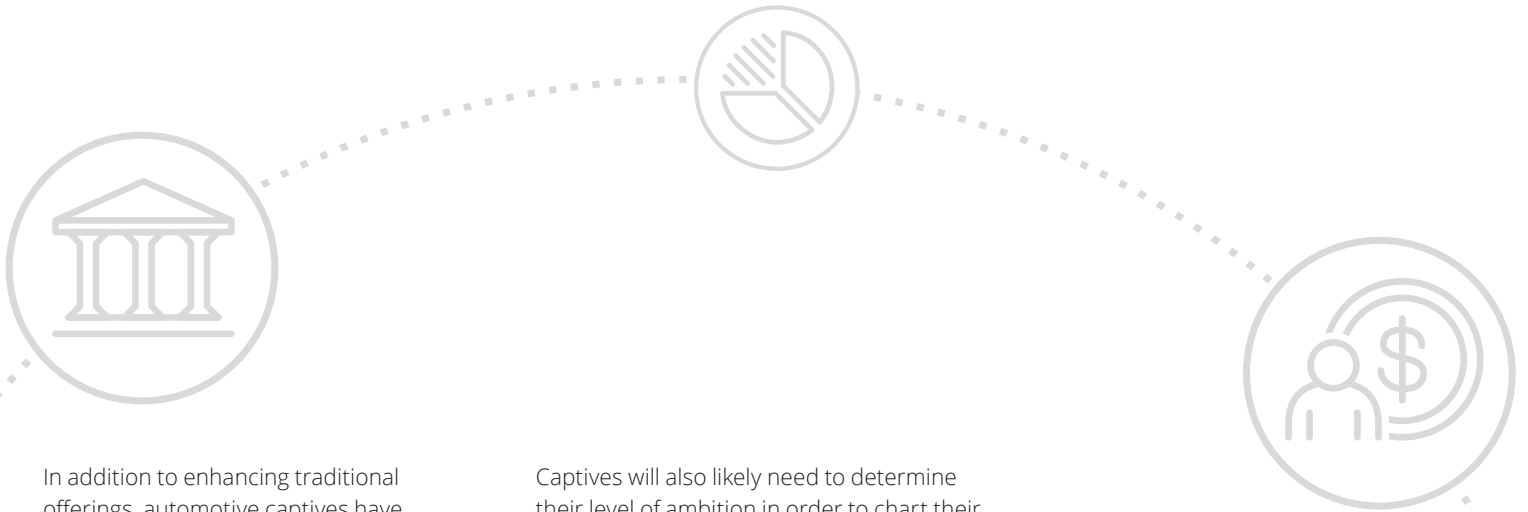 In addition to enhancing traditional
offerings, automotive captives have
Captives will also likely need to determine
their level of ambition in order to chart their
$